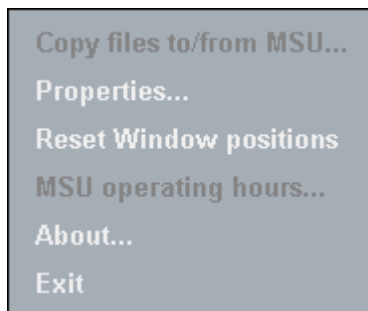 Copy files to/from MSU...
Properties...
Reset Window positions
MSU operating hours...
About...
Exit